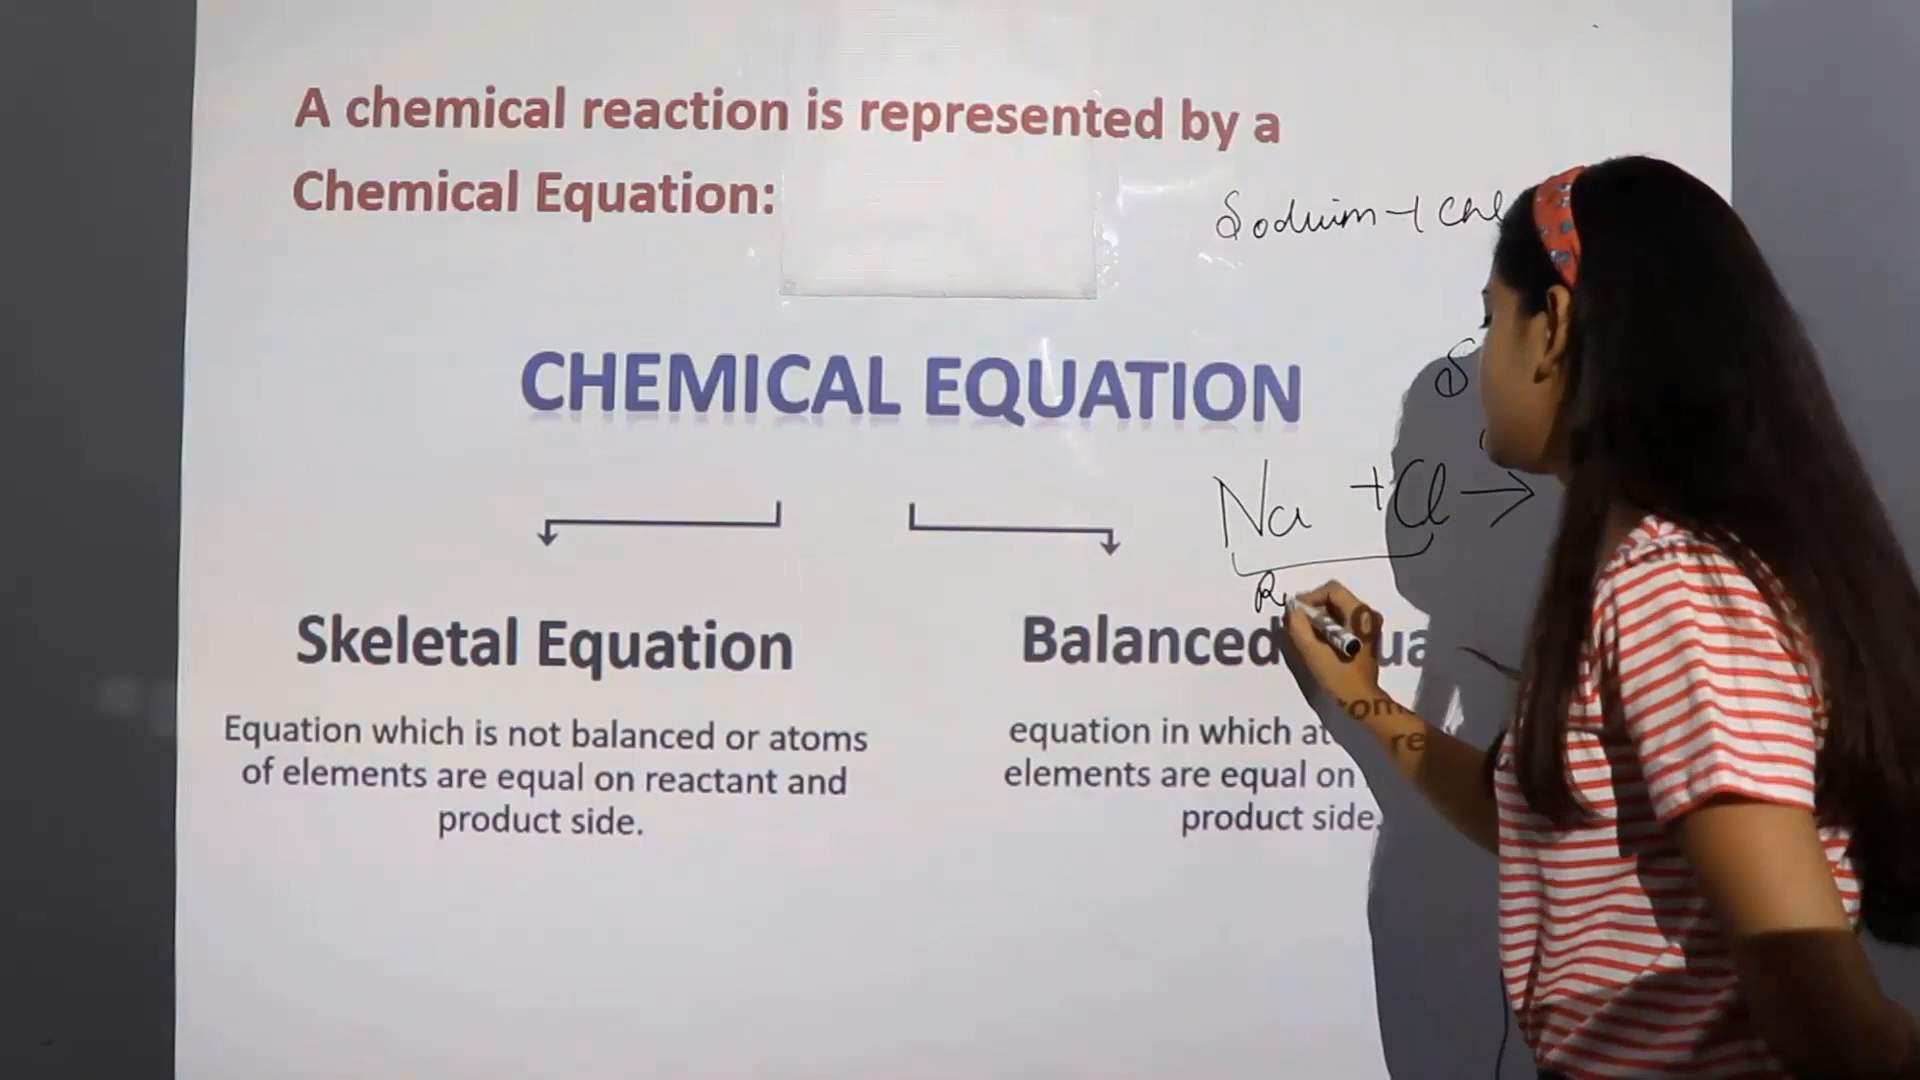 A chemical reaction is represented by a
Chemical Equation:
Sodium + Chl
CHEMICAL EQUATION
Na + Cl →
Skeletal Equation
Balanced
Equation which is not balanced or atoms
of elements are equal on reactant and
product side.
equation in which
elements are equal on
product side.